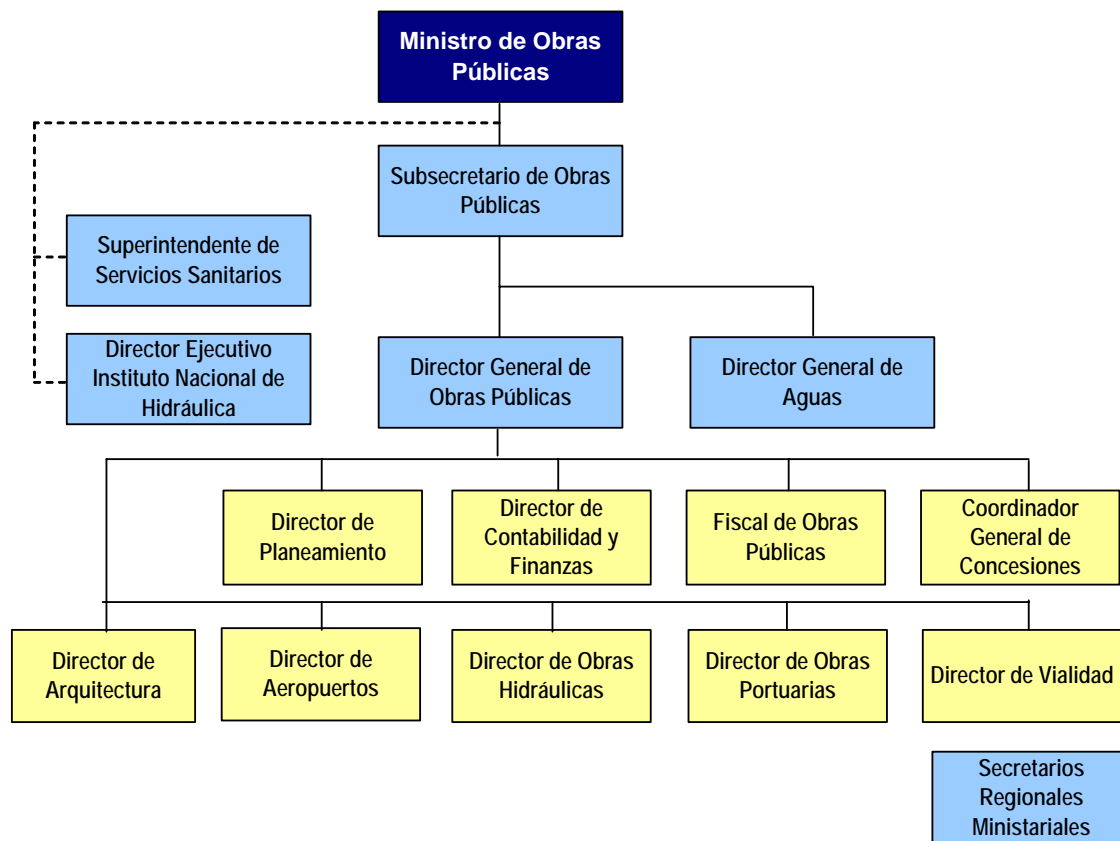 Ministro de Obras
Públicas
Subsecretario de Obras
Públicas
Superintendente de
Servicios Sanitarios
Director Ejecutivo
Instituto Nacional de
Hidráulica
Director General de
Obras Públicas
Director General de
Aguas
Director de
Planeamiento
Director de
Contabilidad y
Finanzas
Fiscal de Obras
Públicas
Coordinador
General de
Concesiones
Director de
Arquitectura
Director de
Aeropuertos
Director de Obras
Hidráulicas
Director de Obras
Portuarias
Director de Vialidad
Secretarios
Regionales
Ministariales